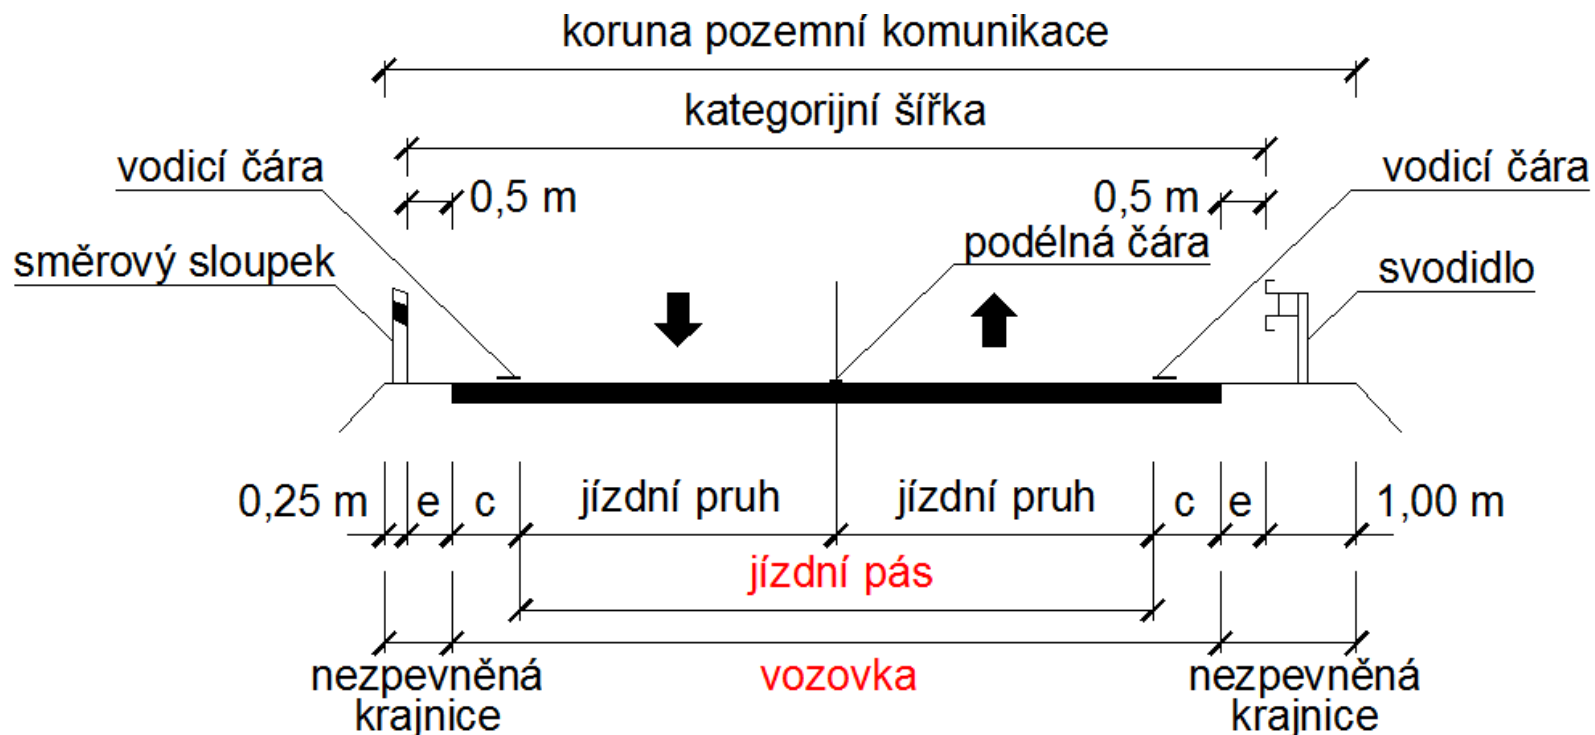 koruna pozemní komunikace
kategorijní šířka
vodicí čára
vodicí čára
0,5 m
0,5 m
podélná čára
směrový sloupek
svodidlo
0,25 m
e
c
jízdní pruh
jízdní pruh
c
e
1,00 m
jízdní pás
nezpevněná
krajnice
vozovka
nezpevněná
krajnice